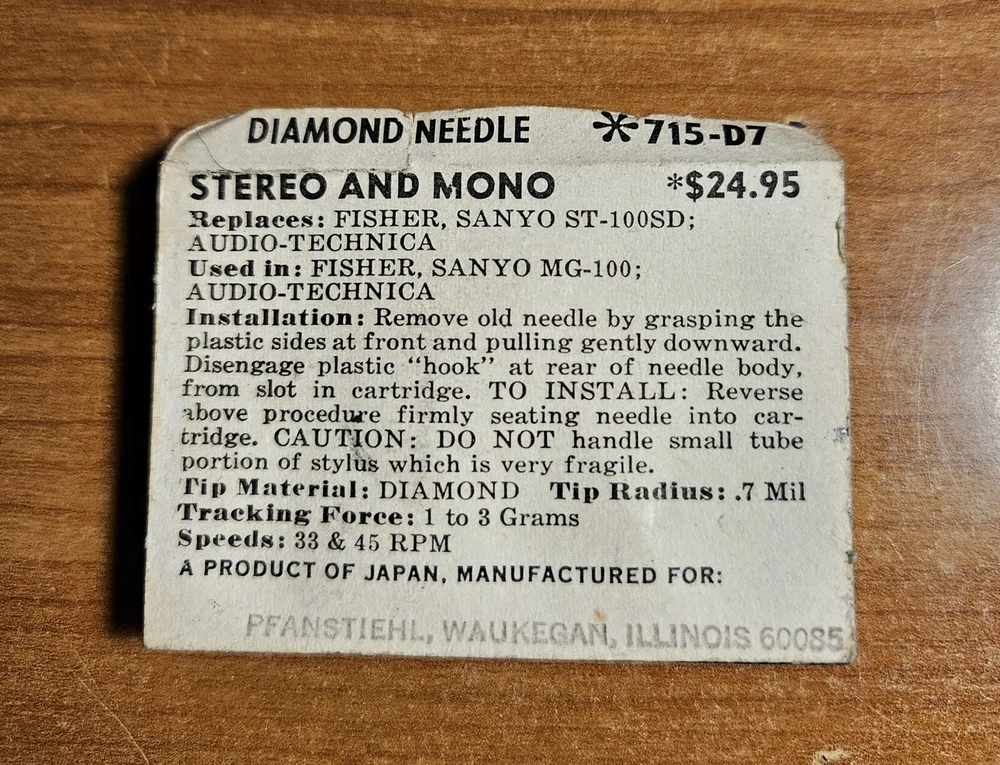 DIAMOND NEEDLE *715-D7
STEREO AND MONO *$24.95
Replaces: FISHER, SANYO ST-100SD;
AUDIO-TECHNICA
Used in: FISHER, SANYO MG-100;
AUDIO-TECHNICA
Installation: Remove old needle by grasping the
plastic sides at front and pulling gently downward.
Disengage plastic “hook” at rear of needle body,
from slot in cartridge. TO INSTALL: Reverse
above procedure firmly seating needle into car-
tridge. CAUTION: DO NOT handle small tube
portion of stylus which is very fragile.
Tip Material: DIAMOND Tip Radius: .7 Mil
Tracking Force: 1 to 3 Grams
Speeds: 33 & 45 RPM
A PRODUCT OF JAPAN, MANUFACTURED FOR:
PFANSTIEHL, WAUKEGAN, ILLINOIS 60085